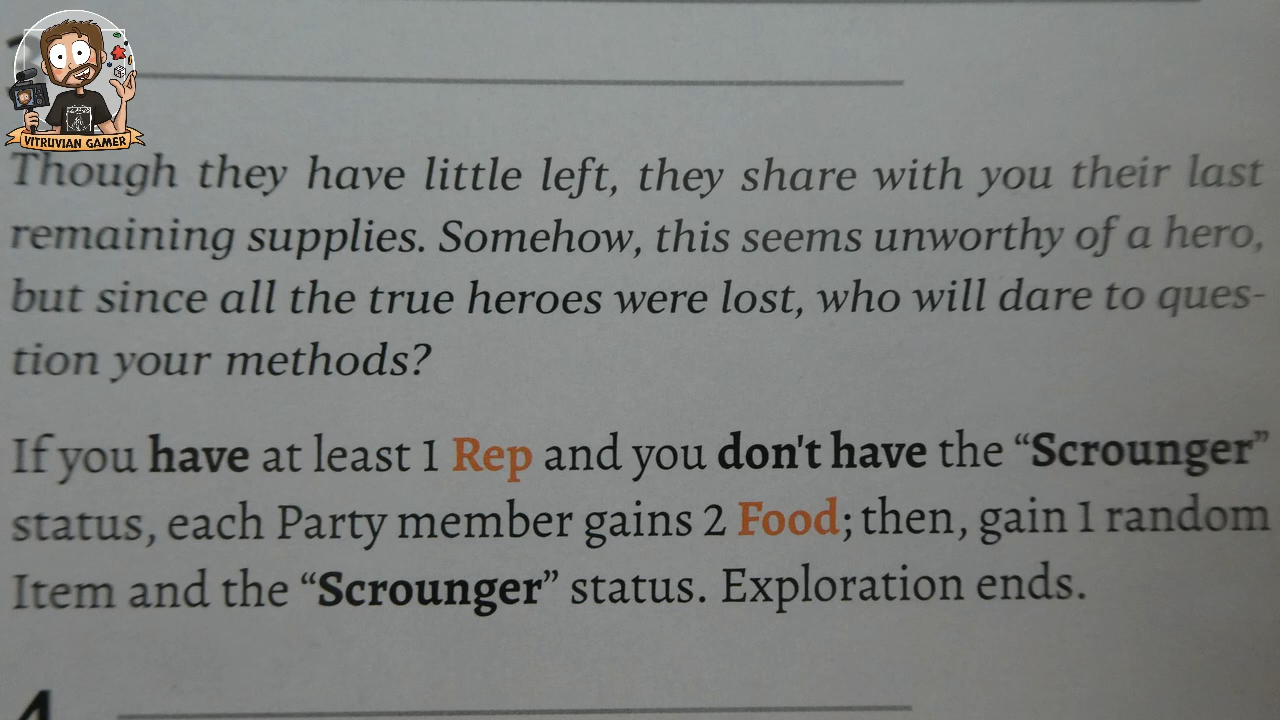 VITRUVIAN GAMER
Though they have little left, they share with you their last
remaining supplies. Somehow, this seems unworthy of a hero,
but since all the true heroes were lost, who will dare to ques-
tion your methods?
If you have at least 1 Rep and you don't have the “Scrounger”
status, each Party member gains 2 Food; then, gain 1 random
Item and the “Scrounger” status. Exploration ends.
4